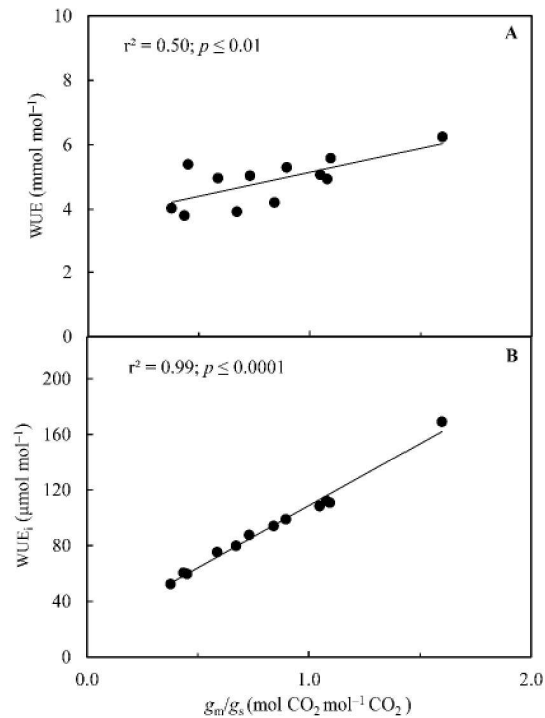 10
A
r² = 0.50; p ≤ 0.01
8
6
WUE (mmol mol⁻¹)
4
2
0
B
r² = 0.99; p ≤ 0.0001
200
160
120
WUEᵢ (µmol mol⁻¹)
80
40
0
0.0 1.0 2.0
gₘ/gₛ (mol CO₂ mol⁻¹ CO₂)